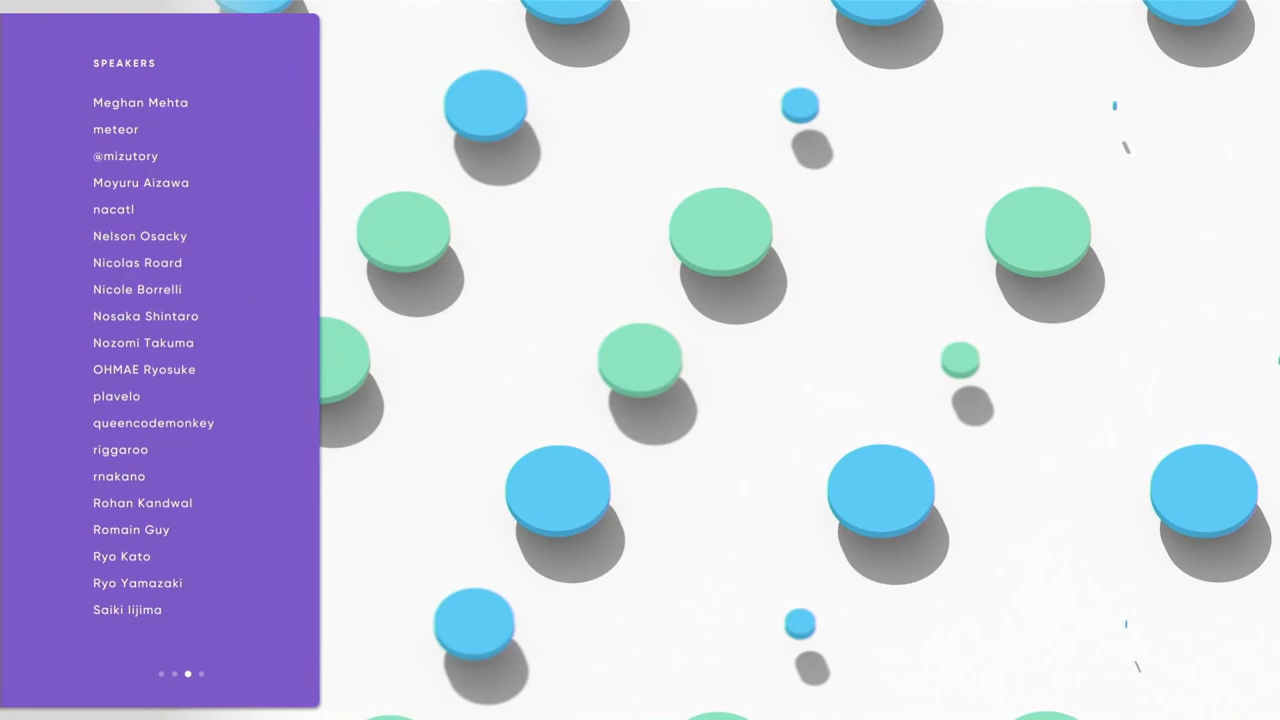 SPEAKERS
Meghan Mehta
meteor
@mizutory
Moyuru Aizawa
nacatl
Nelson Osacky
Nicolas Roard
Nicole Borrelli
Nosaka Shintaro
Nozomi Takuma
OHMAE Ryosuke
plavelo
queencodemonkey
riggaroo
rnakano
Rohan Kandwal
Romain Guy
Ryo Kato
Ryo Yamazaki
Saiki Iijima